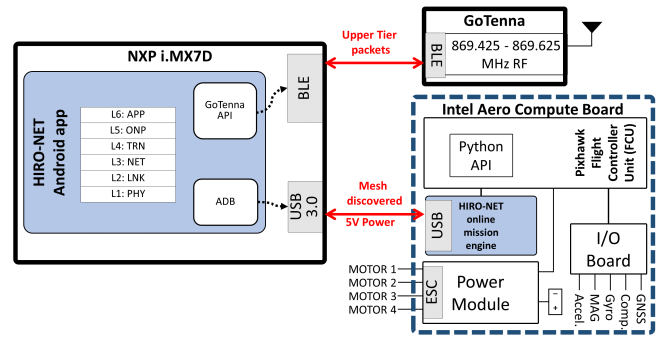 NXP i.MX7D
HIRO-NET
Android app
L6: APP
L5: ONP
L4: TRN
L3: NET
L2: LNK
L1: PHY
GoTenna
API
ADB
BLE
USB
3.0
Upper Tier
packets
Mesh
discovered
5V Power
GoTenna
BLE
869.425 - 869.625
MHz RF
Intel Aero Compute Board
Python
API
Pixhawk
Flight
Controller
Unit (FCU)
USB
HIRO-NET
online
mission
engine
I/O
Board
MOTOR 1
MOTOR 2
MOTOR 3
MOTOR 4
ESC
Power
Module
- +
Accel.
MAG
Gyro
Comp.
GNSS